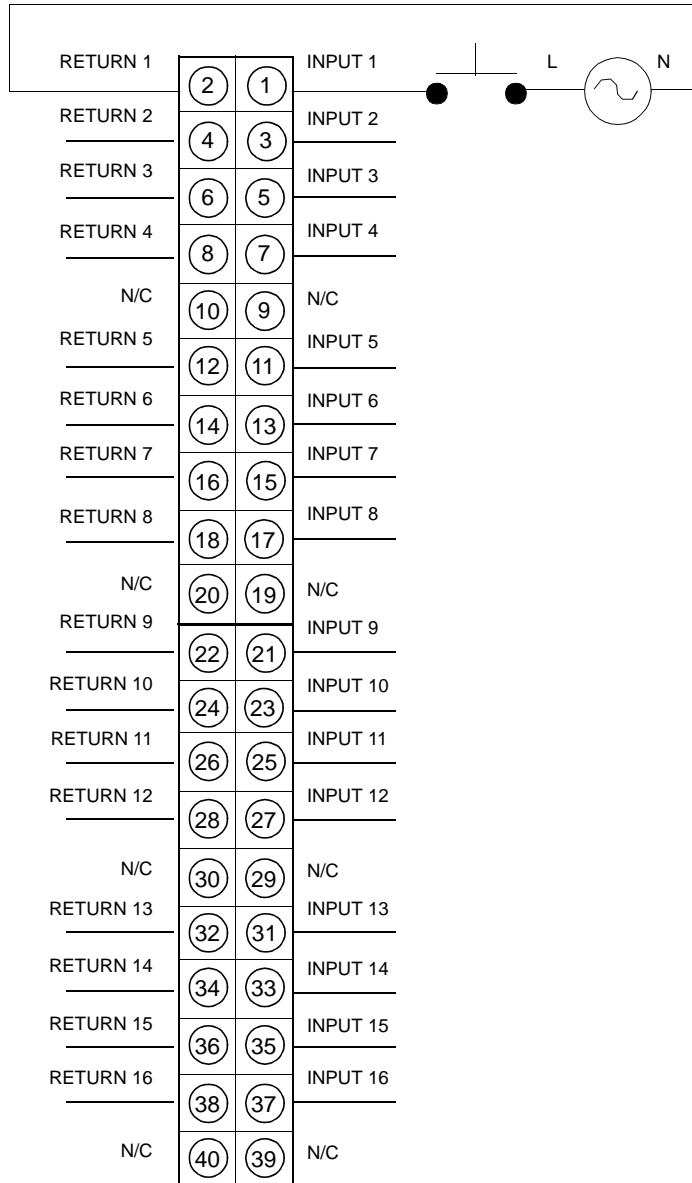 RETURN 1 2 1 INPUT 1 L N
RETURN 2 4 3 INPUT 2
RETURN 3 6 5 INPUT 3
RETURN 4 8 7 INPUT 4
N/C 10 9 N/C
RETURN 5 12 11 INPUT 5
RETURN 6 14 13 INPUT 6
RETURN 7 16 15 INPUT 7
RETURN 8 18 17 INPUT 8
N/C 20 19 N/C
RETURN 9 22 21 INPUT 9
RETURN 10 24 23 INPUT 10
RETURN 11 26 25 INPUT 11
RETURN 12 28 27 INPUT 12
N/C 30 29 N/C
RETURN 13 32 31 INPUT 13
RETURN 14 34 33 INPUT 14
RETURN 15 36 35 INPUT 15
RETURN 16 38 37 INPUT 16
N/C 40 39 N/C